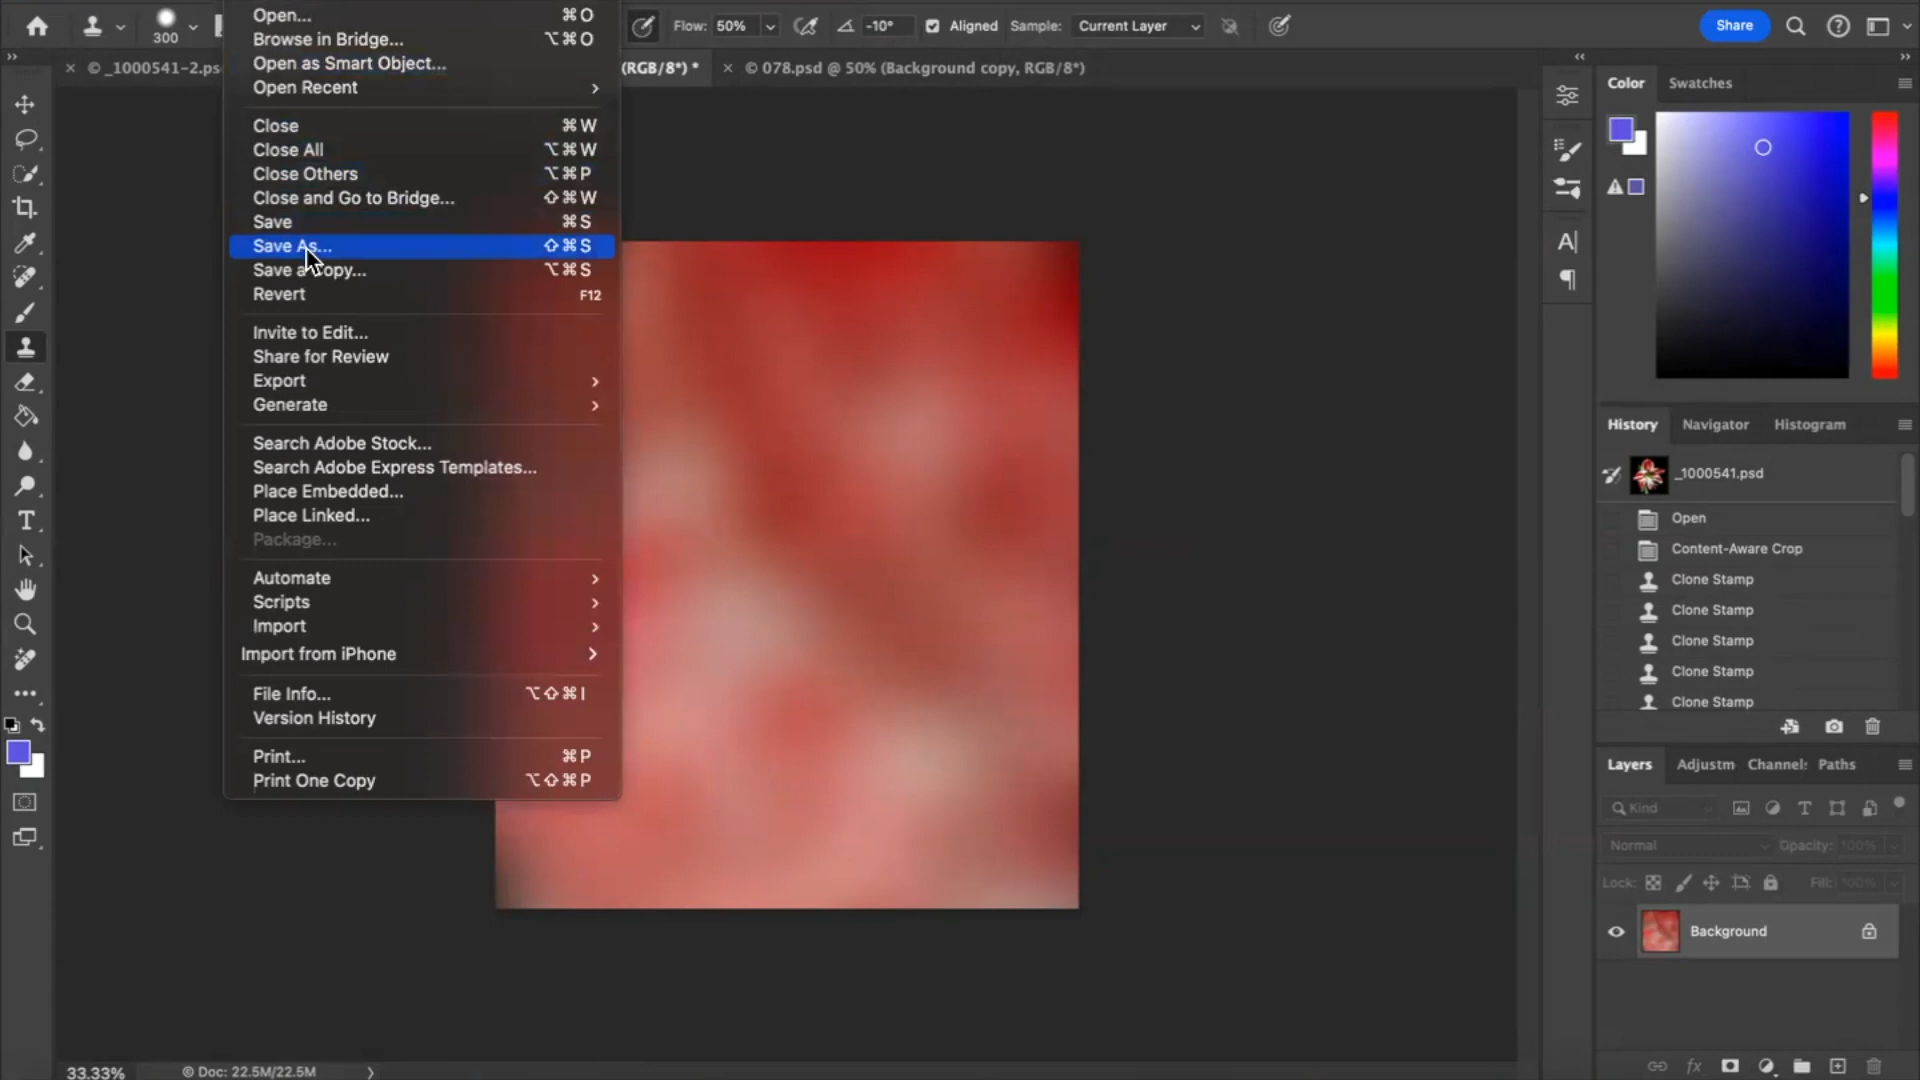 300
Flow: 50%
-10°
Aligned
Sample:
Current Layer
Share
© _1000541-2.ps
(RGB/8*) *
© 078.psd @ 50% (Background copy, RGB/8*)
Open... ⌘O
Browse in Bridge... ⌥⌘O
Open as Smart Object...
Open Recent
Close ⌘W
Close All ⌥⌘W
Close Others ⌥⌘P
Close and Go to Bridge... ⇧⌘W
Save ⌘S
Save As... ⇧⌘S
Save a Copy... ⌥⌘S
Revert F12
Invite to Edit...
Share for Review
Export
Generate
Search Adobe Stock...
Search Adobe Express Templates...
Place Embedded...
Place Linked...
Package...
Automate
Scripts
Import
Import from iPhone
File Info... ⌥⇧⌘I
Version History
Print... ⌘P
Print One Copy ⌥⇧⌘P
Color Swatches
History Navigator Histogram
_1000541.psd
Open
Content-Aware Crop
Clone Stamp
Clone Stamp
Clone Stamp
Clone Stamp
Clone Stamp
Layers Adjustm Channel: Paths
Kind
Normal Opacity: 100%
Lock: Fill: 100%
Background
33.33% © Doc: 22.5M/22.5M